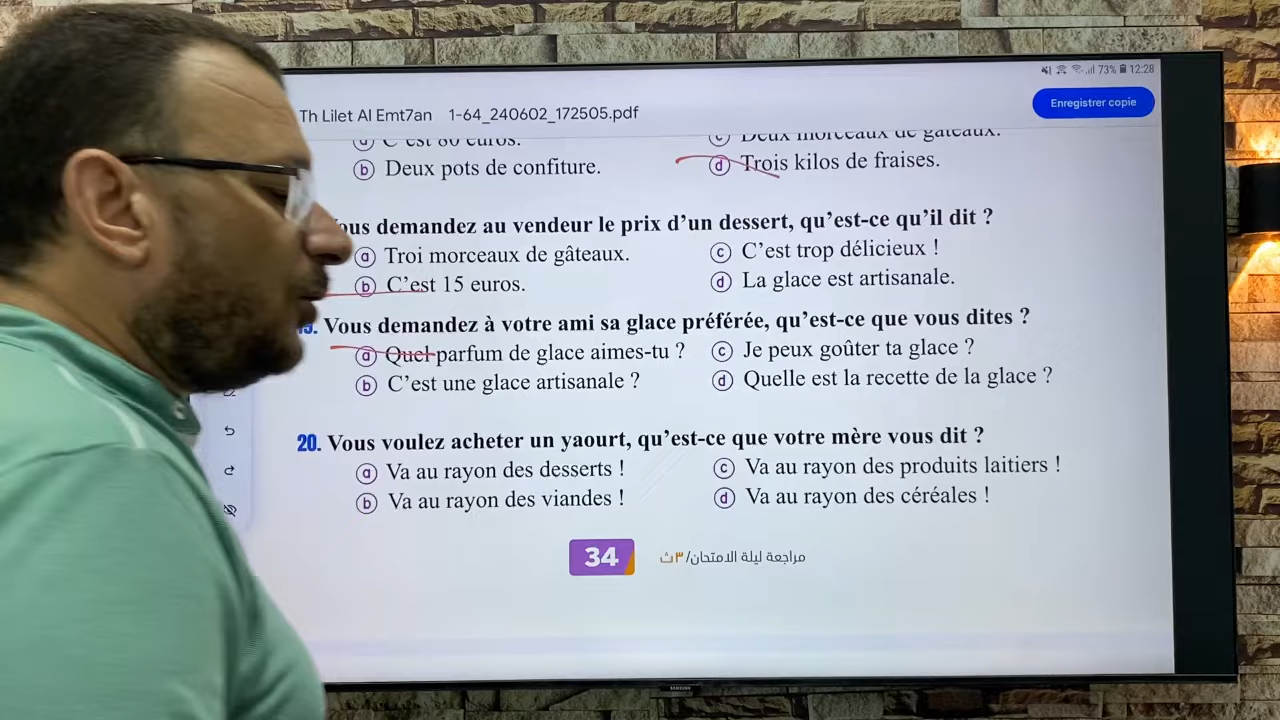 73% 12:28
Th Lilet Al Emt7an 1-64_240602_172505.pdf
Enregistrer copie
ⓒ Deux morceaux de gâteaux.
ⓑ Deux pots de confiture.
ⓓ Trois kilos de fraises.
ous demandez au vendeur le prix d’un dessert, qu’est-ce qu’il dit ?
ⓐ Troi morceaux de gâteaux.
ⓒ C’est trop délicieux !
ⓑ C’est 15 euros.
ⓓ La glace est artisanale.
Vous demandez à votre ami sa glace préférée, qu’est-ce que vous dites ?
ⓐ Quel parfum de glace aimes-tu ?
ⓒ Je peux goûter ta glace ?
ⓑ C’est une glace artisanale ?
ⓓ Quelle est la recette de la glace ?
20. Vous voulez acheter un yaourt, qu’est-ce que votre mère vous dit ?
ⓐ Va au rayon des desserts !
ⓒ Va au rayon des produits laitiers !
ⓑ Va au rayon des viandes !
ⓓ Va au rayon des céréales !
34
مراجعة ليلة الامتحان/٣ث
SAMSUNG